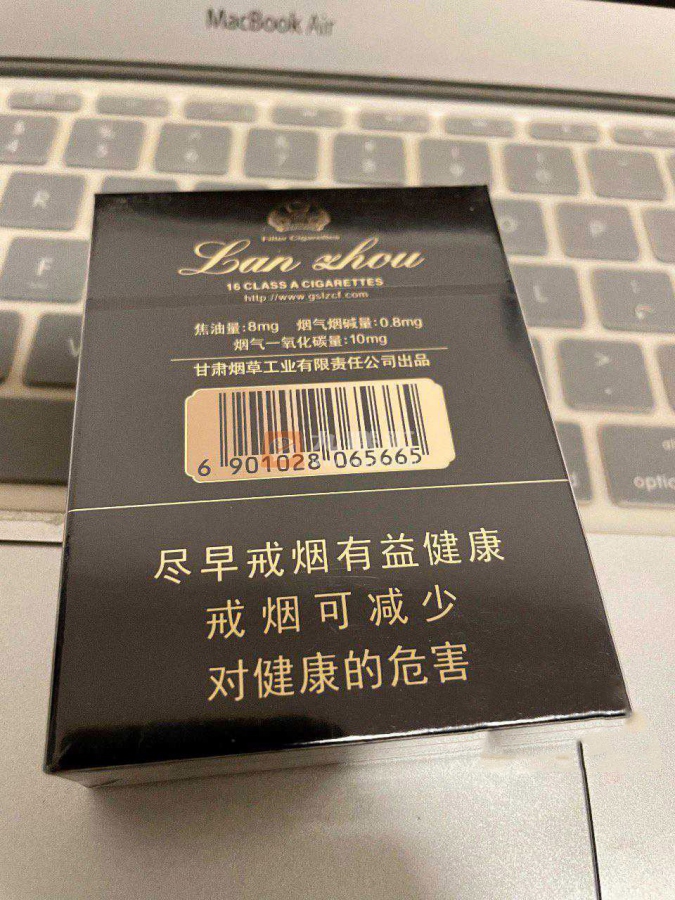 MacBook Air
Filter Cigarettes
Lan zhou
16 CLASS A CIGARETTES
http://www.gslzcf.com
焦油量:8mg 烟气烟碱量:0.8mg
烟气一氧化碳量:10mg
甘肃烟草工业有限责任公司出品
6 901028 065665
尽早戒烟有益健康
戒烟可减少
对健康的危害